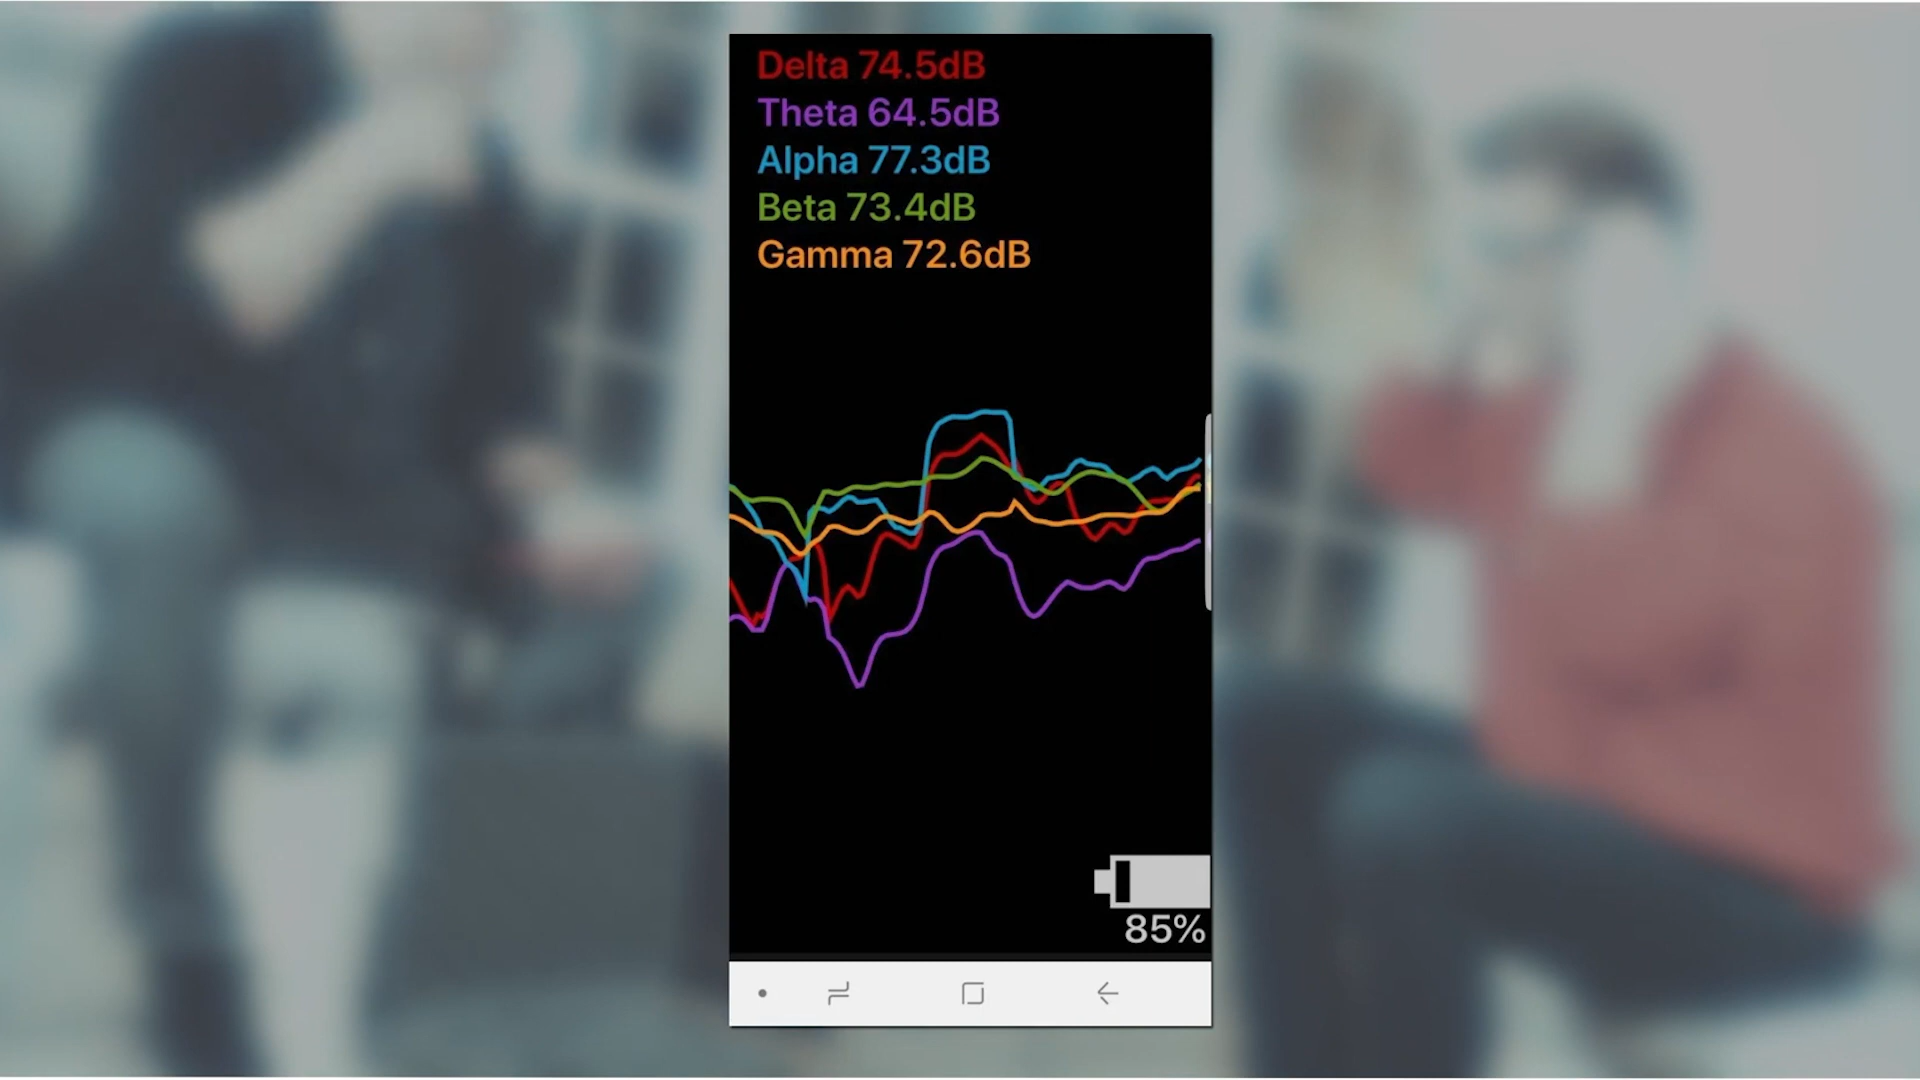 Delta 74.5dB
Theta 64.5dB
Alpha 77.3dB
Beta 73.4dB
Gamma 72.6dB
85%